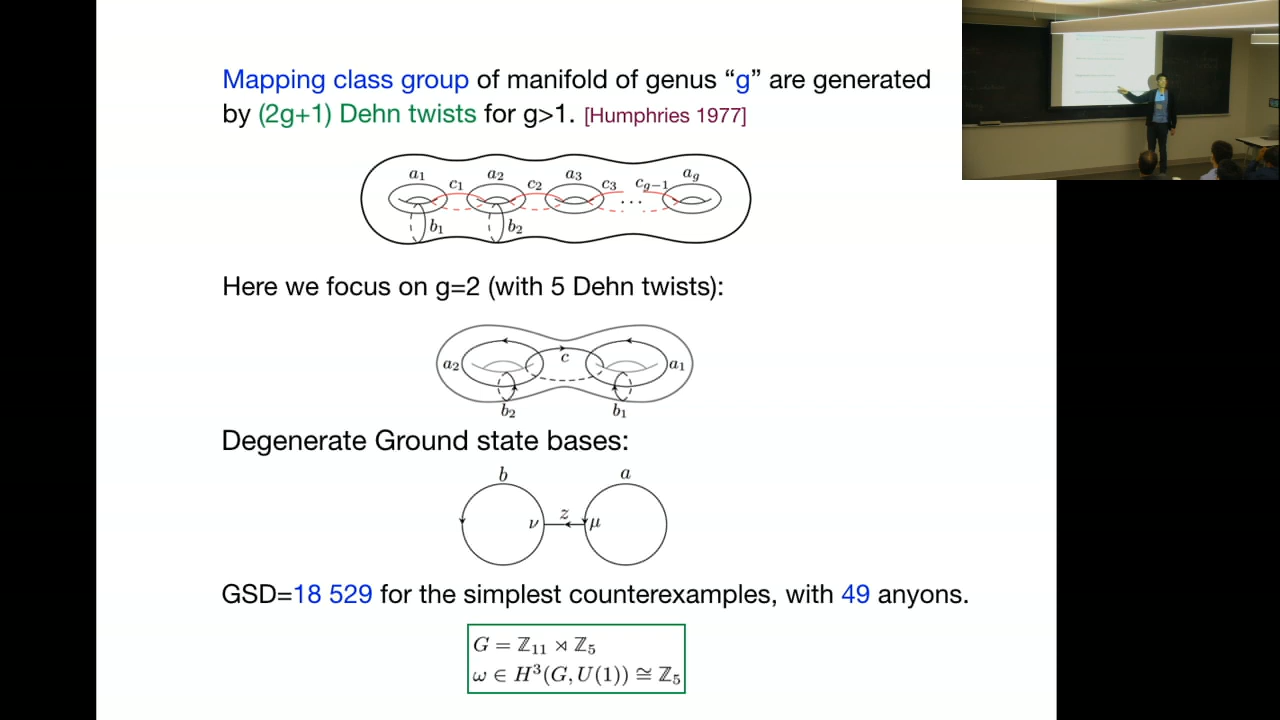 Mapping class group of manifold of genus “g” are generated
by (2g+1) Dehn twists for g>1. [Humphries 1977]
a₁ c₁ a₂ c₂ a₃ c₃ ... c_{g−1} a_g
b₁ b₂
Here we focus on g=2 (with 5 Dehn twists):
a₂ c a₁
b₂ b₁
Degenerate Ground state bases:
b a
ν z μ
GSD=18 529 for the simplest counterexamples, with 49 anyons.
G = ℤ₁₁ ⋊ ℤ₅
ω ∈ H³(G, U(1)) ≅ ℤ₅